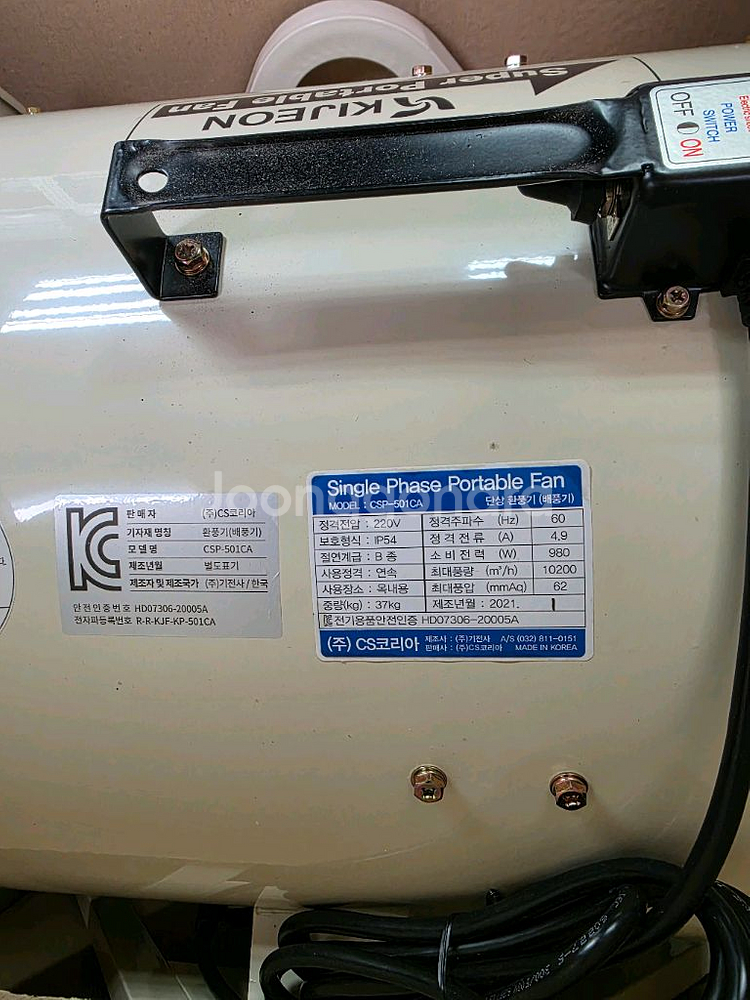 Super Portable Fan
KIJEON
POWER
SWITCH
OFF ON
joongonara
판 매 자 (주)CS코리아
기자재 명칭 환풍기(배풍기)
모 델 명 CSP-501CA
제조년월 별도표기
제조자 및 제조국가 (주)기전사 / 한국
안 전 인 증 번 호 HD07306-20005A
전자파등록번호 R-R-KJF-KP-501CA
Single Phase Portable Fan
MODEL : CSP-501CA 단상 환풍기 (배풍기)
정격전압 : 220V 정격주파수 (Hz) 60
보호형식 : IP54 정 격 전 류 (A) 4.9
절연계급 : B 종 소 비 전 력 (W) 980
사용정격 : 연속 최대풍량 (m³/h) 10200
사용장소 : 옥내용 최대풍압 (mmAq) 62
중량(kg) : 37kg 제조년월 : 2021. 1
전기용품안전인증 HD07306-20005A
(주) CS코리아 제조사 : (주)기전사 A/S (032) 811-0151
판매사 : (주)CS코리아 MADE IN KOREA